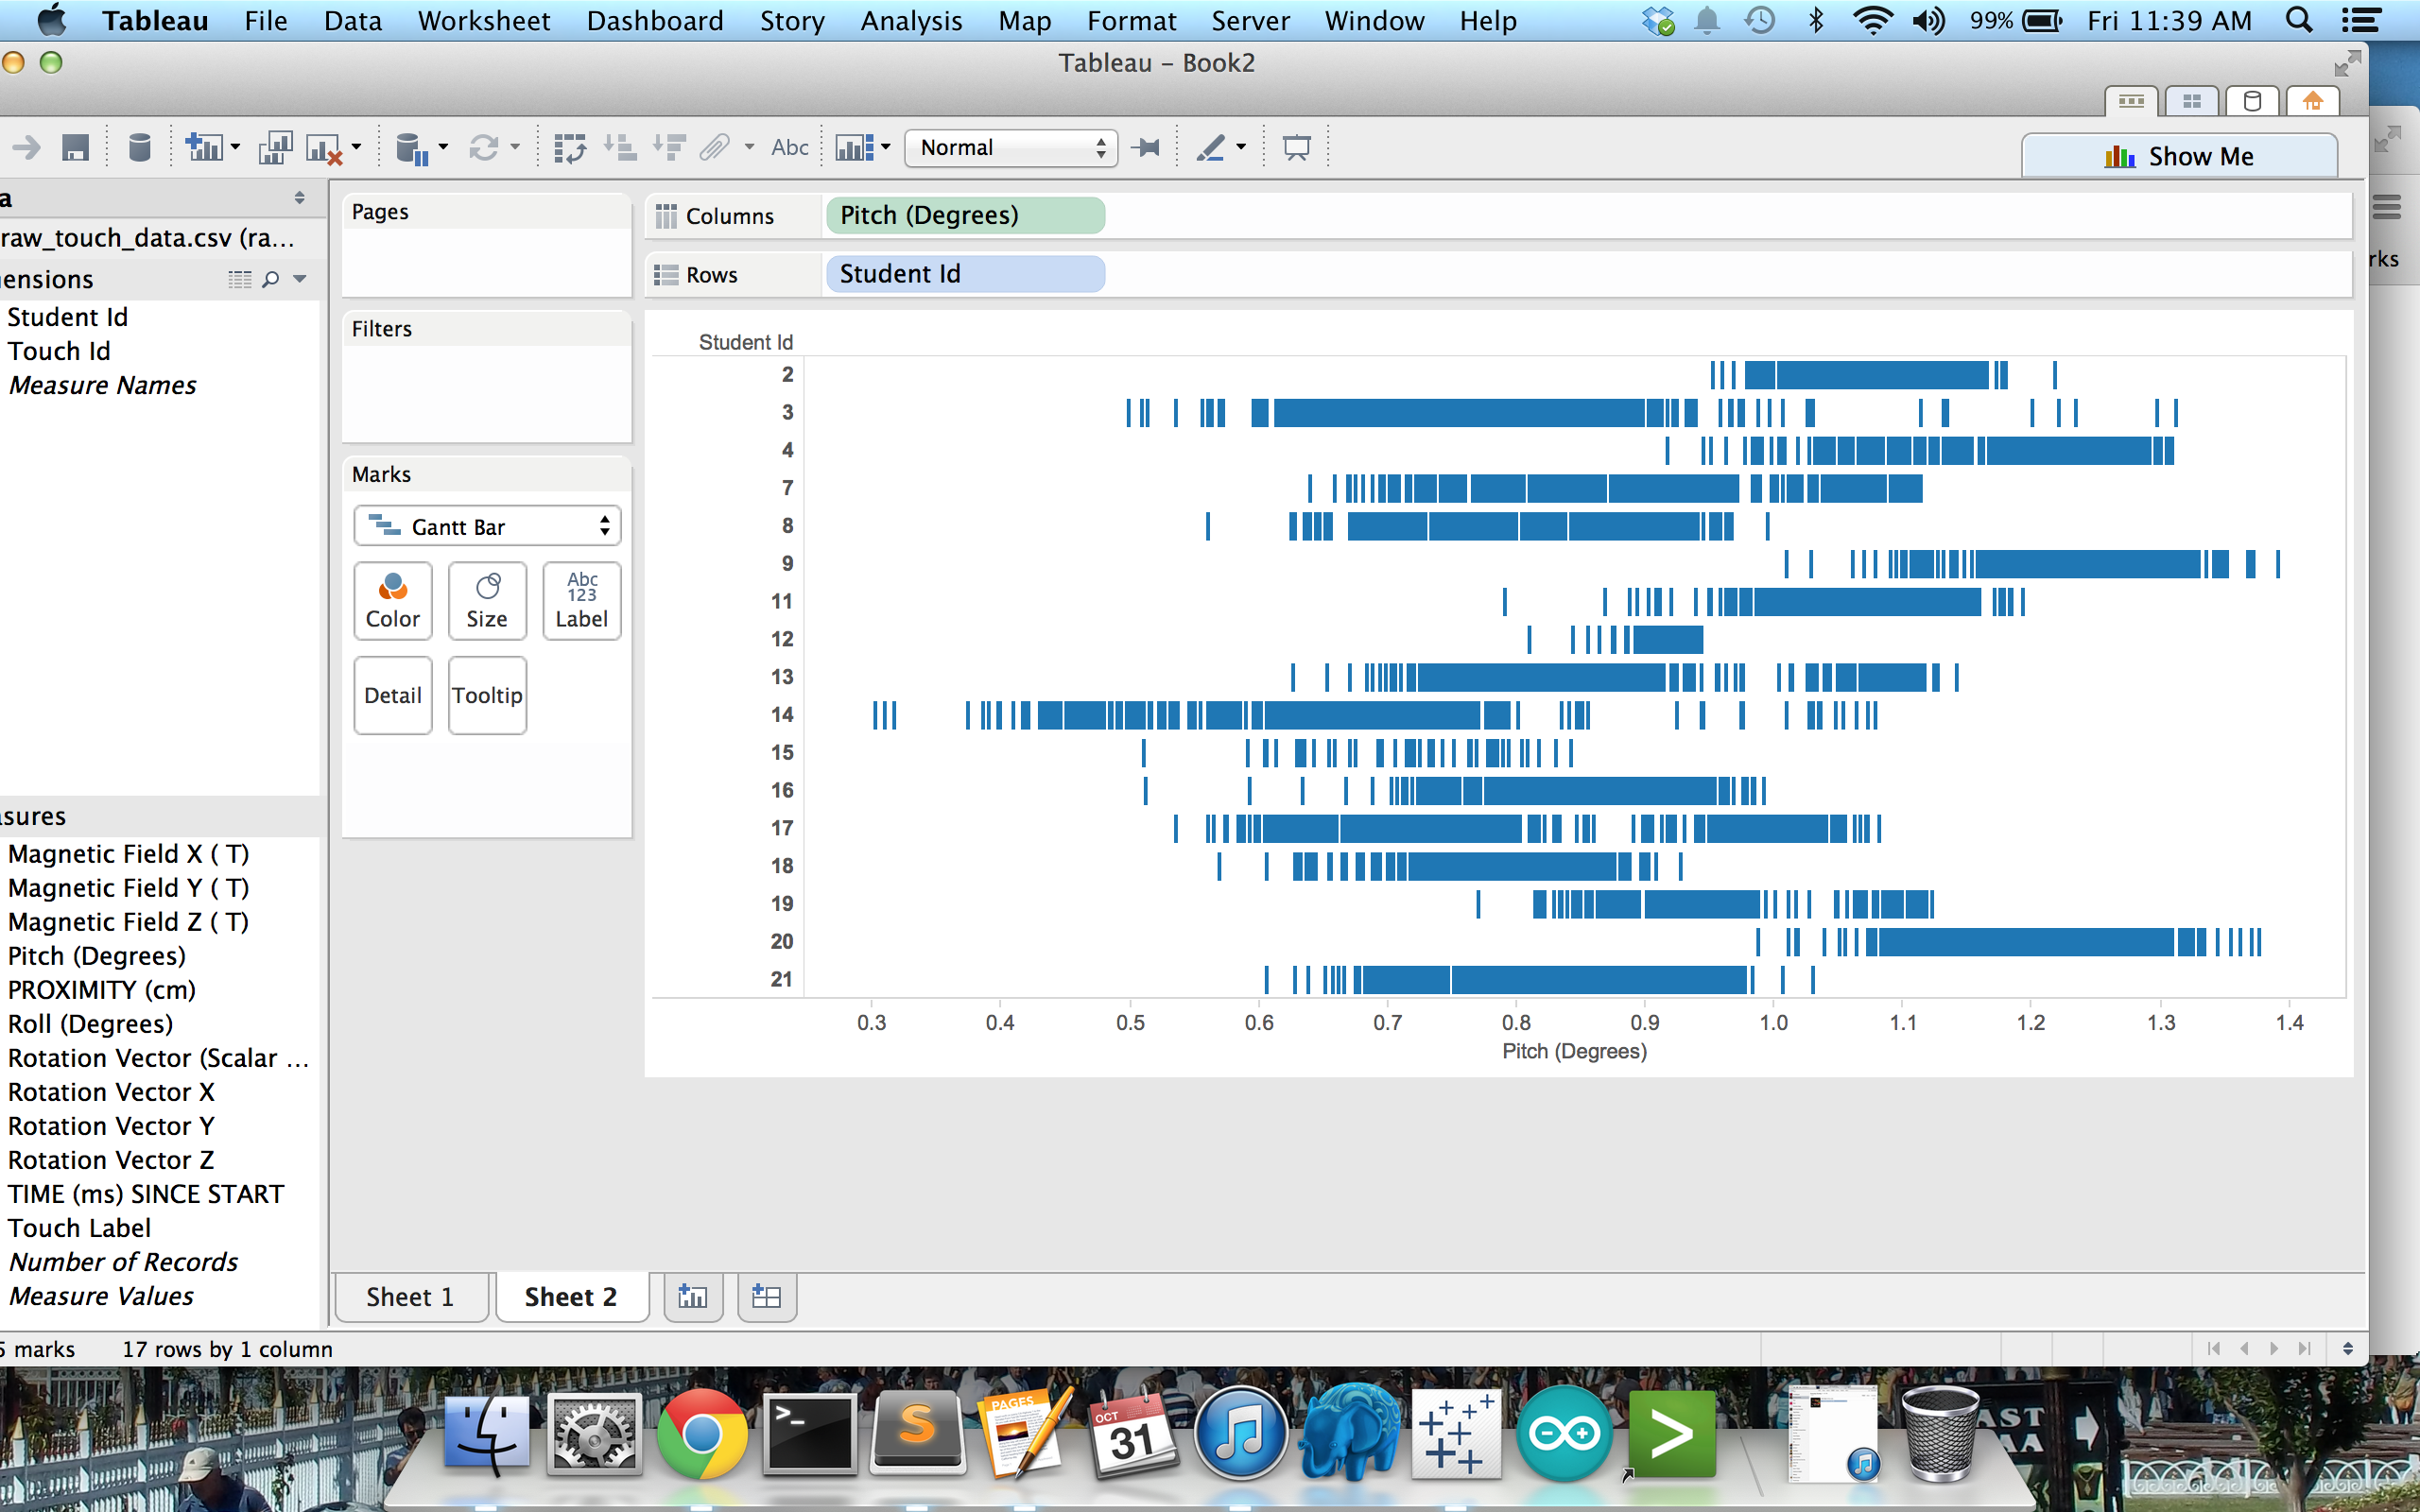 Tableau File Data Worksheet Dashboard Story Analysis Map Format Server Window Help 99% Fri 11:39 AM
Tableau - Book2
Abc Normal Show Me
a
raw_touch_data.csv (ra...
ensions
Student Id
Touch Id
Measure Names
sures
Magnetic Field X ( T)
Magnetic Field Y ( T)
Magnetic Field Z ( T)
Pitch (Degrees)
PROXIMITY (cm)
Roll (Degrees)
Rotation Vector (Scalar ...
Rotation Vector X
Rotation Vector Y
Rotation Vector Z
TIME (ms) SINCE START
Touch Label
Number of Records
Measure Values
Pages
Filters
Marks
Gantt Bar
Color Size Abc 123 Label
Detail Tooltip
Columns Pitch (Degrees)
Rows Student Id
rks
Student Id
2
3
4
7
8
9
11
12
13
14
15
16
17
18
19
20
21
0.3 0.4 0.5 0.6 0.7 0.8 0.9 1.0 1.1 1.2 1.3 1.4
Pitch (Degrees)
Sheet 1 Sheet 2
5 marks 17 rows by 1 column
>_ S PAGES OCT 31
AST